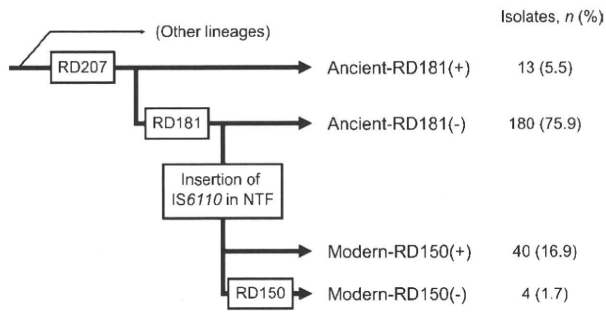 Isolates, n (%)
(Other lineages)
RD207
Ancient-RD181(+) 13 (5.5)
RD181
Ancient-RD181(-) 180 (75.9)
Insertion of
IS6110 in NTF
Modern-RD150(+) 40 (16.9)
RD150
Modern-RD150(-) 4 (1.7)